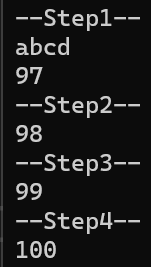 --Step1--
abcd
97
--Step2--
98
--Step3--
99
--Step4--
100